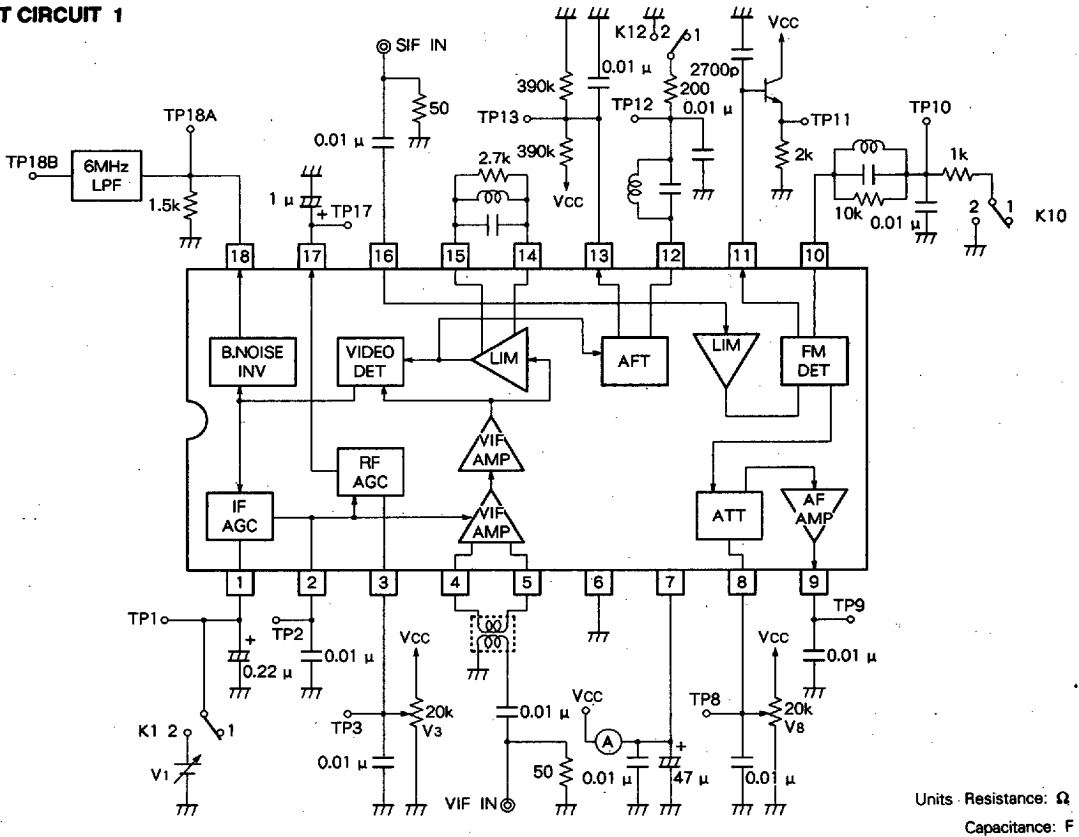 T CIRCUIT 1
SIF IN
50
0.01 μ
TP18A
TP18B
6MHz
LPF
1.5k
1 μ
+
TP17
2.7k
390k
0.01 μ
TP13
390k
Vcc
K12 2
1
200
0.01 μ
TP12
2700p
Vcc
TP11
2k
10k
0.01 μ
TP10
1k
2
1
K10
18
17
16
15
14
13
12
11
10
B.NOISE
INV
VIDEO
DET
LIM
AFT
LIM
FM
DET
VIF
AMP
RF
AGC
IF
AGC
VIF
AMP
ATT
AF
AMP
1
2
3
4
5
6
7
8
9
TP1
+
0.22 μ
K1 2
1
V1
TP2
0.01 μ
TP3
Vcc
20k
V3
0.01 μ
0.01 μ
50
VIF IN
Vcc
A
0.01 μ
+
47 μ
TP8
Vcc
20k
V8
0.01 μ
TP9
0.01 μ
Units Resistance: Ω
Capacitance: F